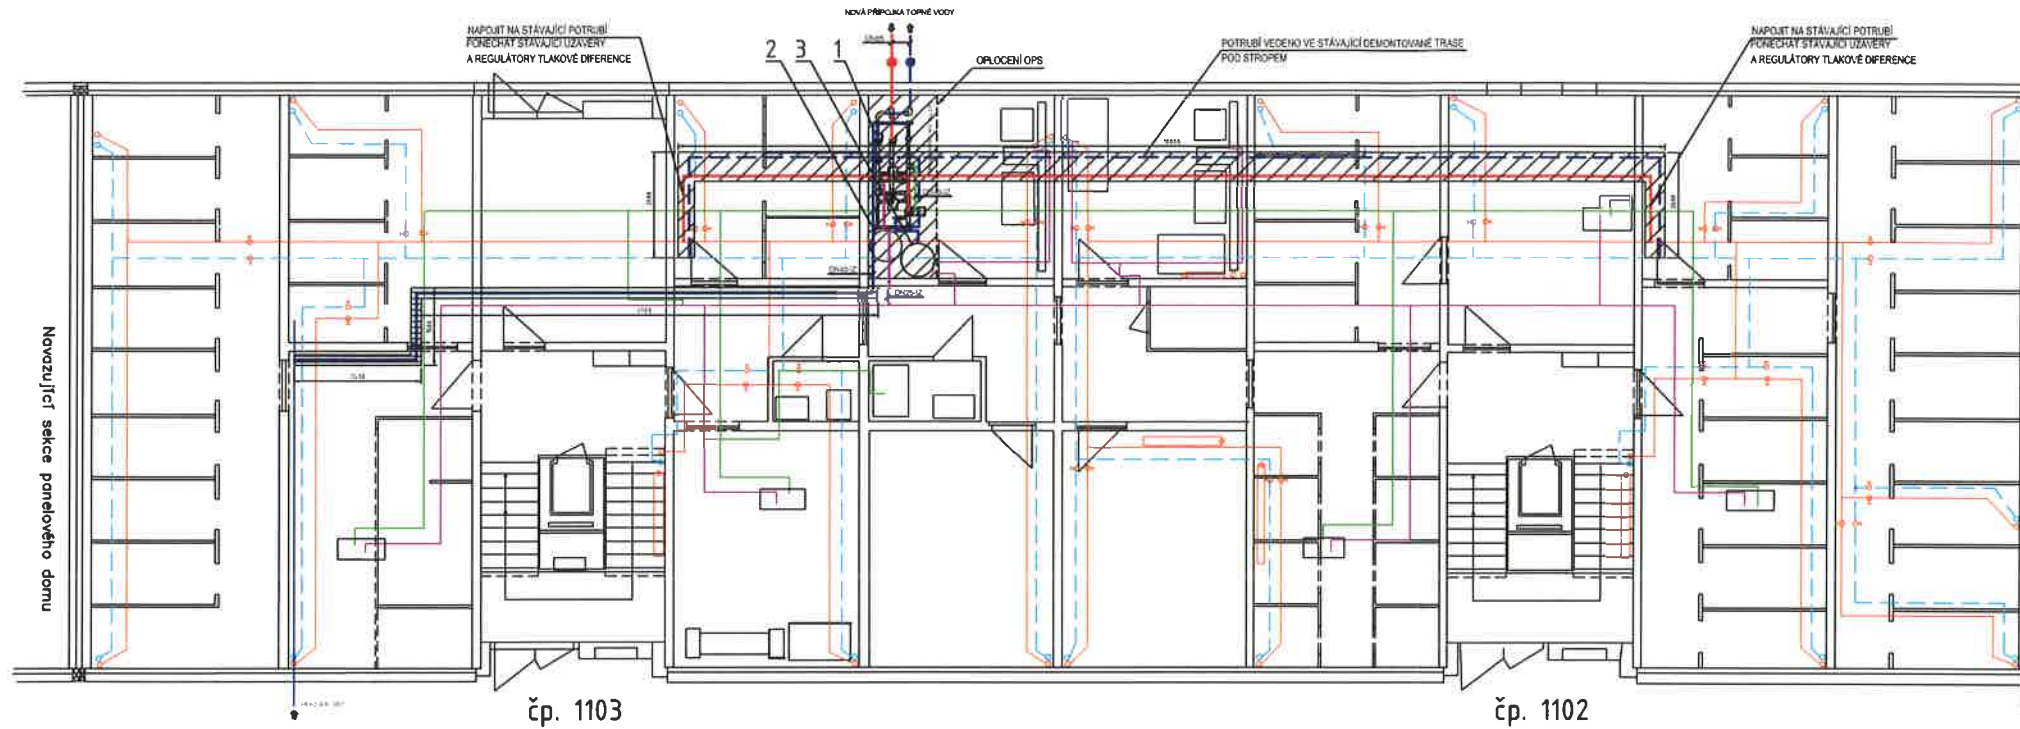 NOVÁ PŘÍPOJKA TOPNÉ VODY
NAPOJIT NA STÁVAJÍCÍ POTRUBÍ
PONECHAT STÁVAJÍCÍ UZÁVĚRY
A REGULÁTORY TLAKOVÉ DIFERENCE
2
3
1
OPLOCENÍ OPS
POTRUBÍ VEDENO VE STÁVAJÍCÍ DEMONTOVANÉ TRASE
POD STROPEM
NAPOJIT NA STÁVAJÍCÍ POTRUBÍ
PONECHAT STÁVAJÍCÍ UZÁVĚRY
A REGULÁTORY TLAKOVÉ DIFERENCE
DN25-IZ
Navazující sekce panelového domu
čp. 1103
čp. 1102